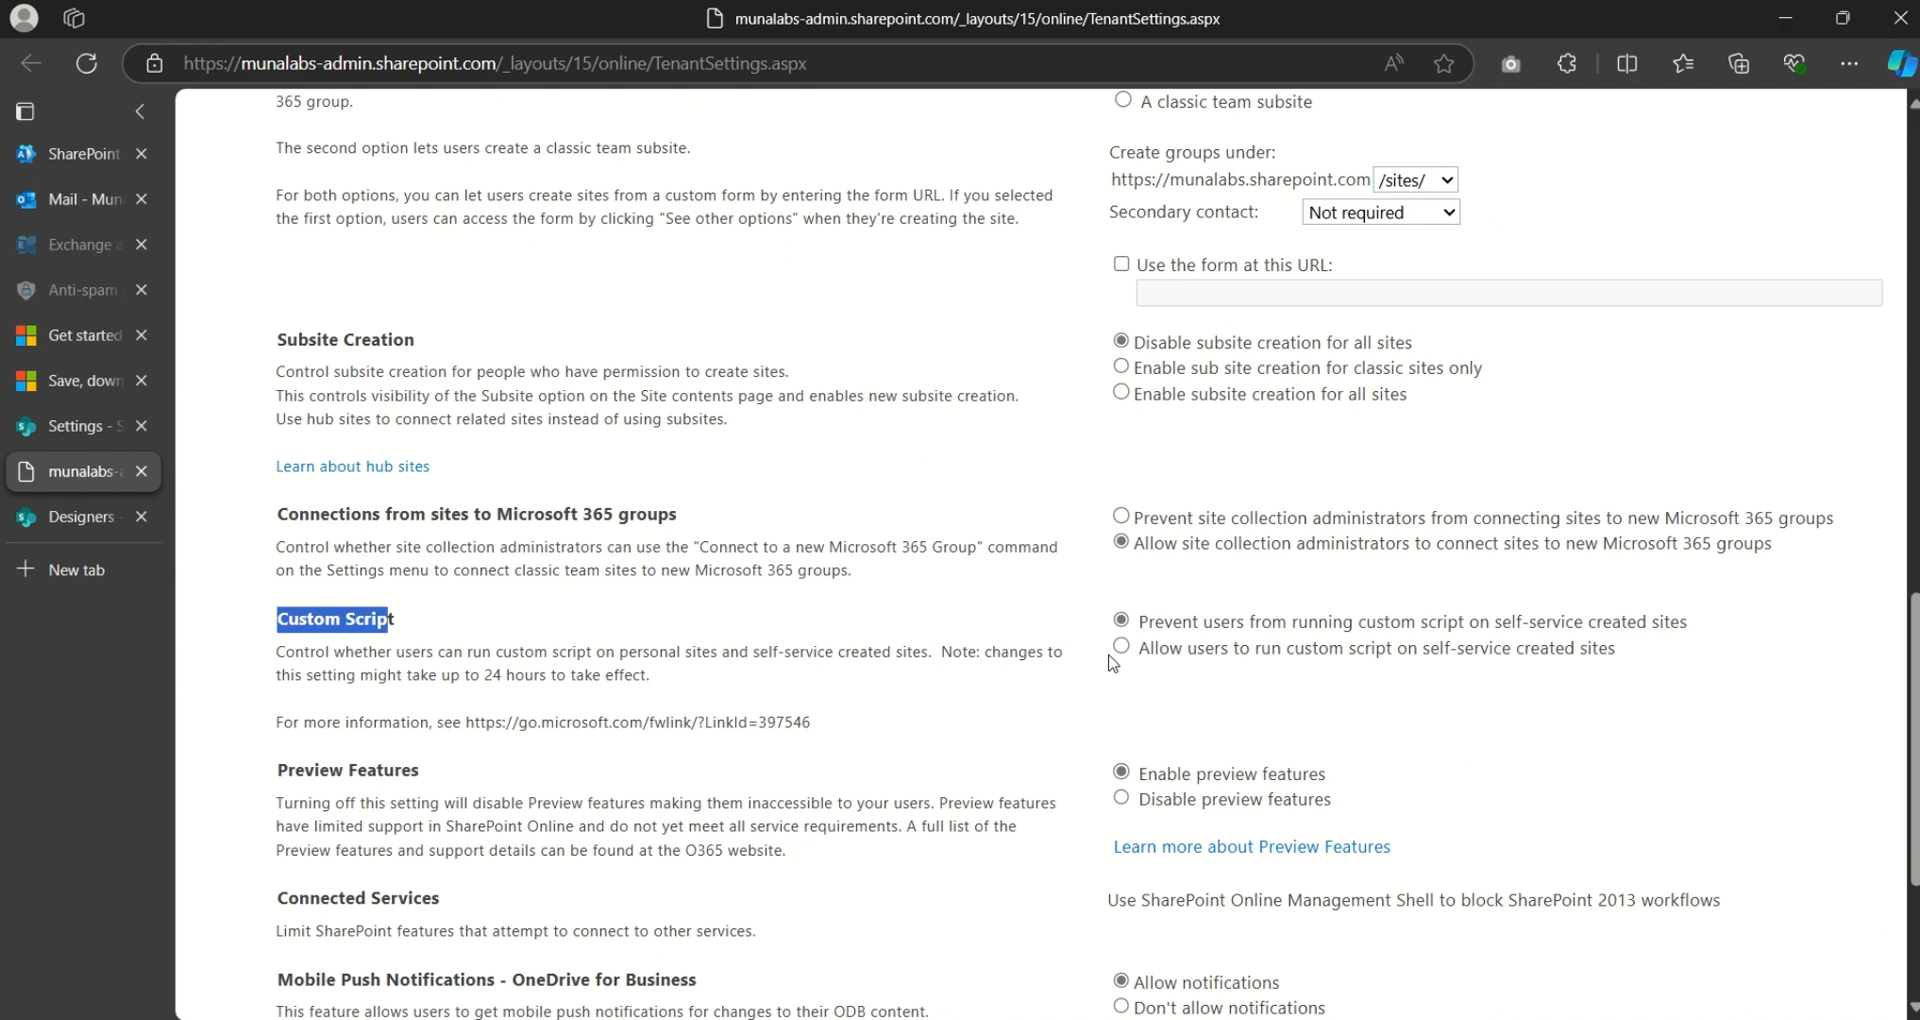 munalabs-admin.sharepoint.com/_layouts/15/online/TenantSettings.aspx
https://munalabs-admin.sharepoint.com/_layouts/15/online/TenantSettings.aspx
SharePoint
Mail - Mun
Exchange a
Anti-spam
Get started
Save, down
Settings - S
munalabs-a
Designers -
New tab
365 group.
The second option lets users create a classic team subsite.
For both options, you can let users create sites from a custom form by entering the form URL. If you selected
the first option, users can access the form by clicking "See other options" when they're creating the site.
A classic team subsite
Create groups under:
https://munalabs.sharepoint.com /sites/
Secondary contact: Not required
Use the form at this URL:
Subsite Creation
Control subsite creation for people who have permission to create sites.
This controls visibility of the Subsite option on the Site contents page and enables new subsite creation.
Use hub sites to connect related sites instead of using subsites.
Learn about hub sites
Disable subsite creation for all sites
Enable sub site creation for classic sites only
Enable subsite creation for all sites
Connections from sites to Microsoft 365 groups
Control whether site collection administrators can use the "Connect to a new Microsoft 365 Group" command
on the Settings menu to connect classic team sites to new Microsoft 365 groups.
Prevent site collection administrators from connecting sites to new Microsoft 365 groups
Allow site collection administrators to connect sites to new Microsoft 365 groups
Custom Script
Control whether users can run custom script on personal sites and self-service created sites. Note: changes to
this setting might take up to 24 hours to take effect.
For more information, see https://go.microsoft.com/fwlink/?LinkId=397546
Prevent users from running custom script on self-service created sites
Allow users to run custom script on self-service created sites
Preview Features
Turning off this setting will disable Preview features making them inaccessible to your users. Preview features
have limited support in SharePoint Online and do not yet meet all service requirements. A full list of the
Preview features and support details can be found at the O365 website.
Enable preview features
Disable preview features
Learn more about Preview Features
Connected Services
Limit SharePoint features that attempt to connect to other services.
Use SharePoint Online Management Shell to block SharePoint 2013 workflows
Mobile Push Notifications - OneDrive for Business
This feature allows users to get mobile push notifications for changes to their ODB content.
Allow notifications
Don't allow notifications